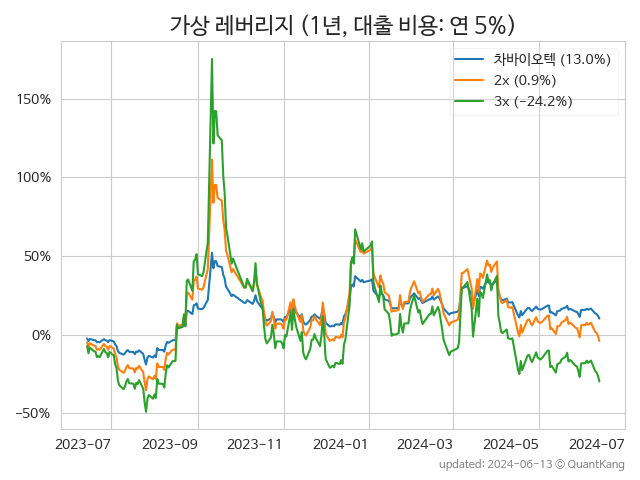 가상 레버리지 (1년, 대출 비용: 연 5%)
차바이오텍 (13.0%)
2x (0.9%)
3x (−24.2%)
150%
100%
50%
0%
−50%
2023-07 2023-09 2023-11 2024-01 2024-03 2024-05 2024-07
updated: 2024-06-13 © QuantKang